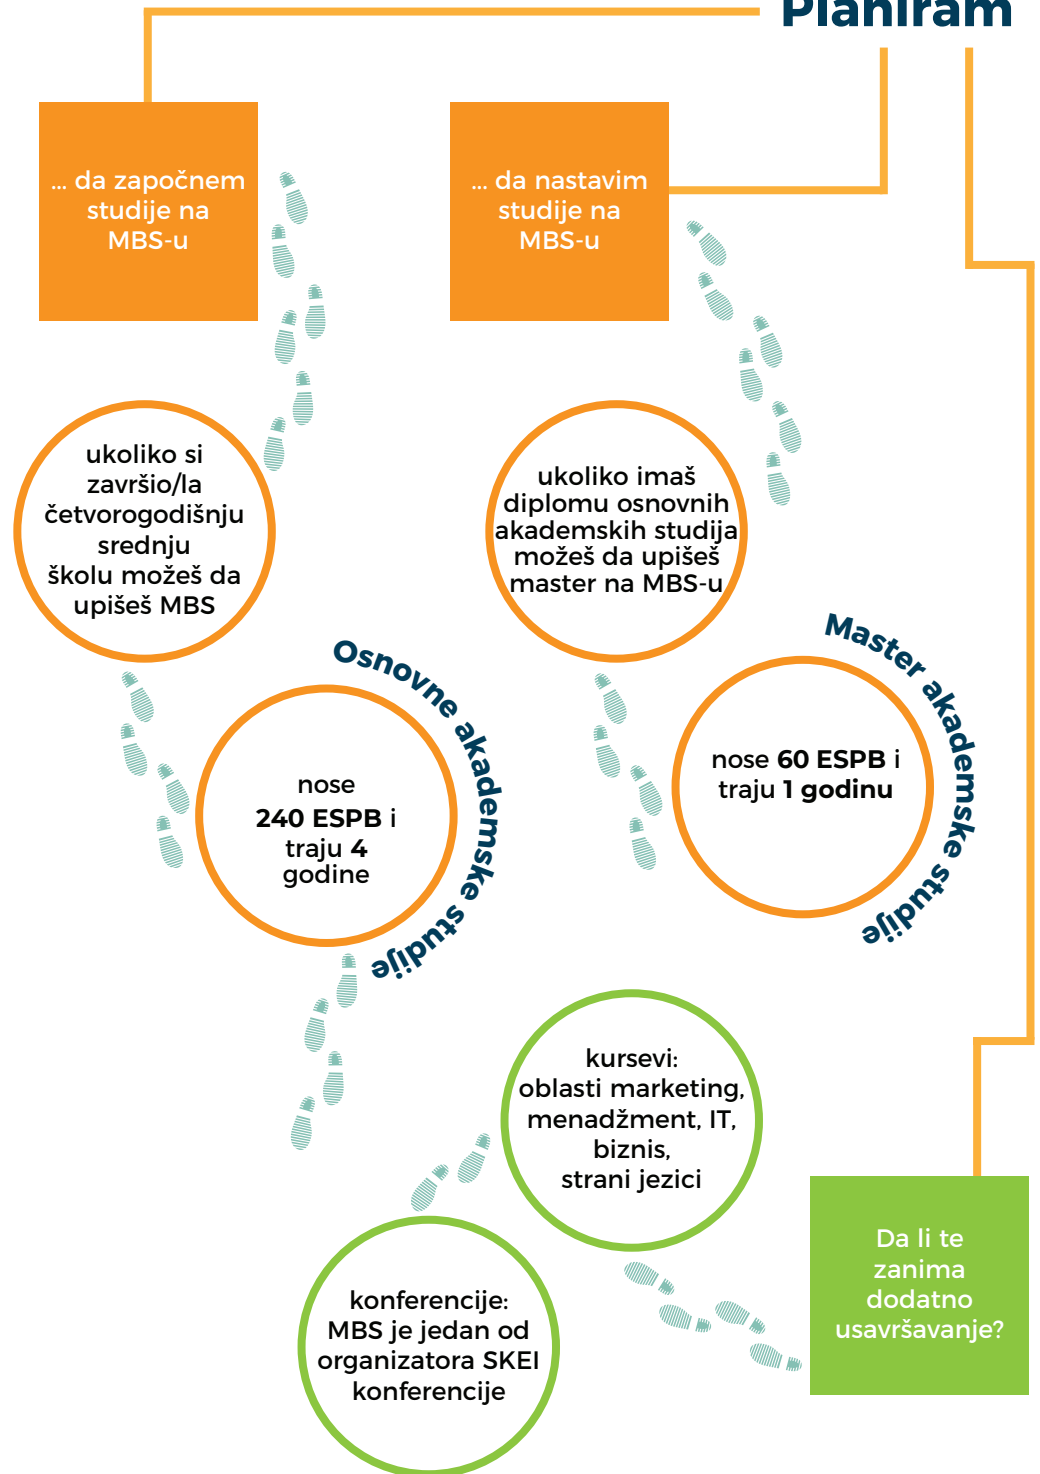 Planiram
... da započnem
studije na
MBS-u
... da nastavim
studije na
MBS-u
ukoliko si
završio/la
četvorogodišnju
srednju
školu možeš da
upišeš MBS
ukoliko imaš
diplomu osnovnih
akademskih studija
možeš da upišeš
master na MBS-u
Osnovne akademske studije
nose
240 ESPB i
traju 4
godine
Master akademske studije
nose 60 ESPB i
traju 1 godinu
kursevi:
oblasti marketing,
menadžment, IT,
biznis,
strani jezici
Da li te
zanima
dodatno
usavršavanje?
konferencije:
MBS je jedan od
organizatora SKEI
konferencije